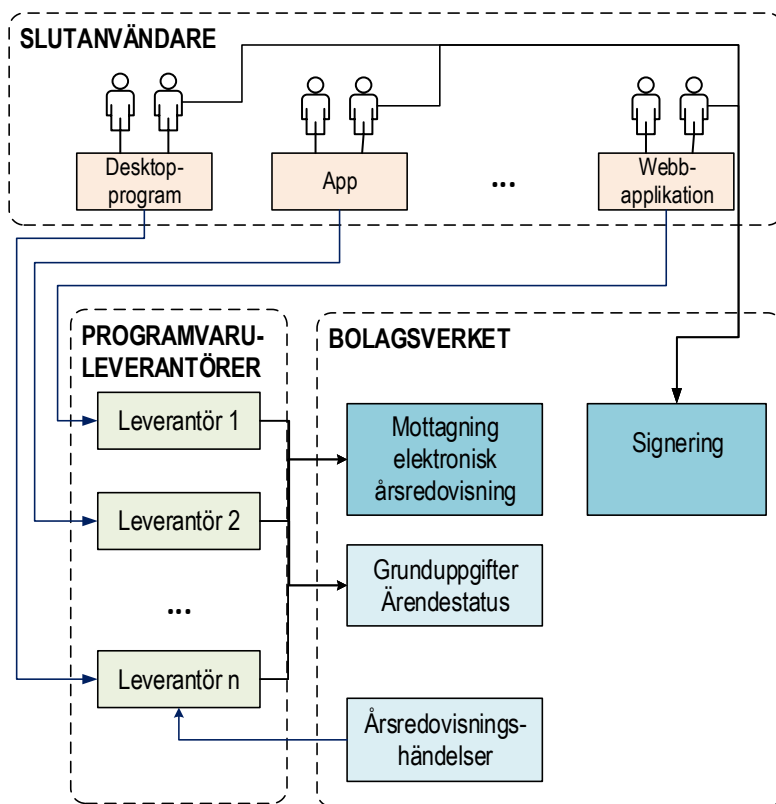 SLUTANVÄNDARE
Desktop-
program
App
...
Webb-
applikation
PROGRAMVARU-
LEVERANTÖRER
Leverantör 1
Leverantör 2
...
Leverantör n
BOLAGSVERKET
Mottagning
elektronisk
årsredovisning
Signering
Grunduppgifter
Ärendestatus
Årsredovisnings-
händelser